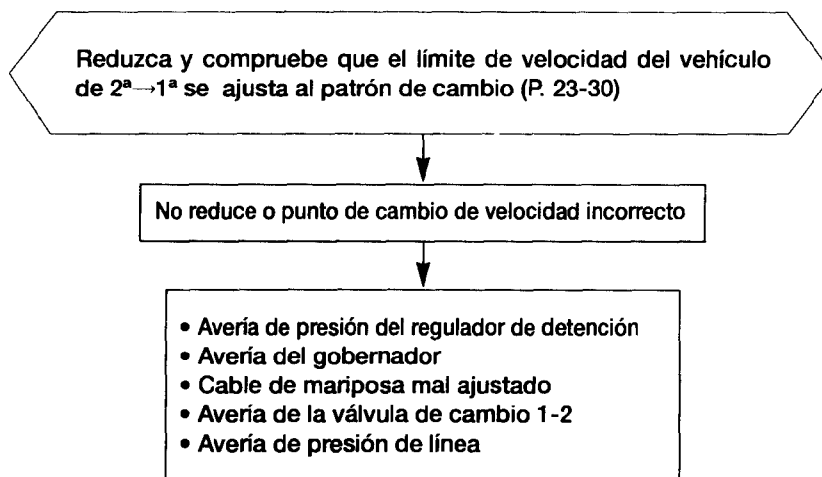 Reduzca y compruebe que el límite de velocidad del vehículo
de 2ª→1ª se ajusta al patrón de cambio (P. 23-30)
No reduce o punto de cambio de velocidad incorrecto
• Avería de presión del regulador de detención
• Avería del gobernador
• Cable de mariposa mal ajustado
• Avería de la válvula de cambio 1-2
• Avería de presión de línea